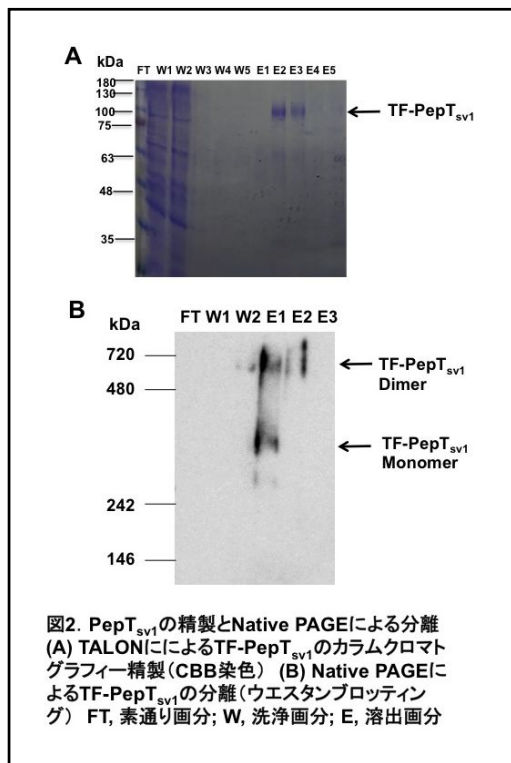 A
kDa
FT W1 W2 W3 W4 W5 E1 E2 E3 E4 E5
180
130
100
75
63
48
35
TF-PepTsv1
B
kDa
FT W1 W2 E1 E2 E3
720
480
242
146
TF-PepTsv1
Dimer
TF-PepTsv1
Monomer
図2. PepTsv1の精製とNative PAGEによる分離
(A) TALONにによるTF-PepTsv1のカラムクロマト
グラフィー精製(CBB染色) (B) Native PAGEに
よるTF-PepTsv1の分離(ウエスタンブロッティン
グ) FT, 素通り画分; W, 洗浄画分; E, 溶出画分